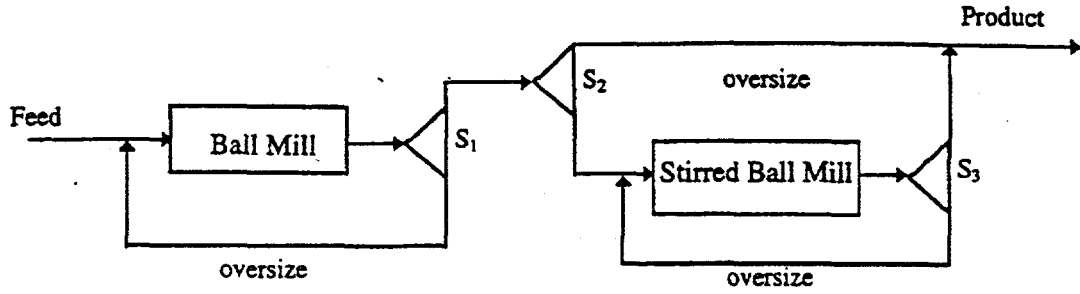 Product
S2
oversize
Feed
Ball Mill
S1
Stirred Ball Mill
S3
oversize
oversize